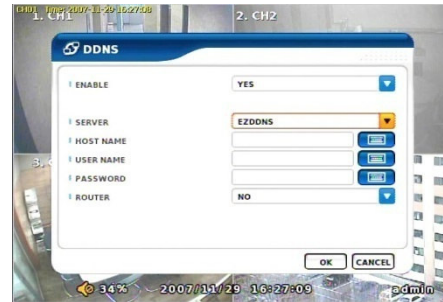 CH01 Time:2007-11-29 16:27:08
1. CH1
2. CH2
DDNS
ENABLE YES
SERVER EZDDNS
HOST NAME
USER NAME
PASSWORD
ROUTER NO
3.
OK CANCEL
34% 2007/11/29 16:27:09 admin